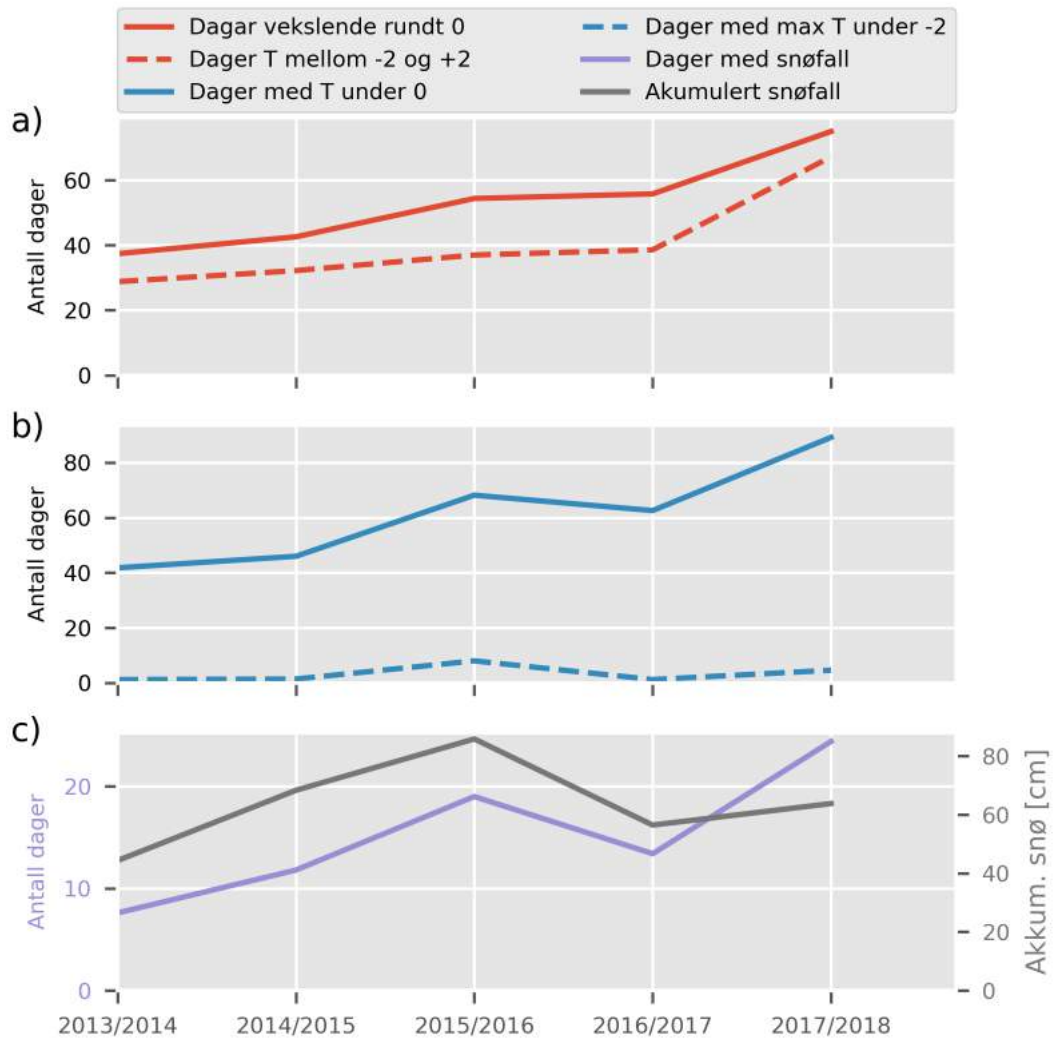 Dagar vekslende rundt 0
Dager T mellom -2 og +2
Dager med T under 0
Dager med max T under -2
Dager med snøfall
Akumulert snøfall
a)
Antall dager
60
40
20
0
b)
Antall dager
80
60
40
20
0
c)
Antall dager
20
10
0
80
60
40
20
0
Akkum. snø [cm]
2013/2014
2014/2015
2015/2016
2016/2017
2017/2018